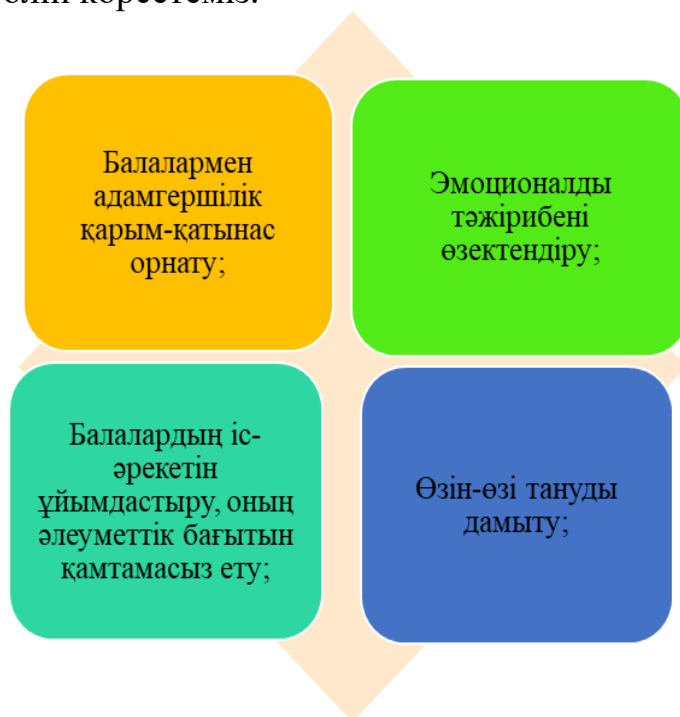 көрсетеміз:
Балалармен
адамгершілік
қарым-қатынас
орнату;
Эмоционалды
тәжірибені
өзектендіру;
Балалардың іс-
әрекетін
ұйымдастыру, оның
әлеуметтік бағытын
қамтамасыз ету;
Өзін-өзі тануды
дамыту;